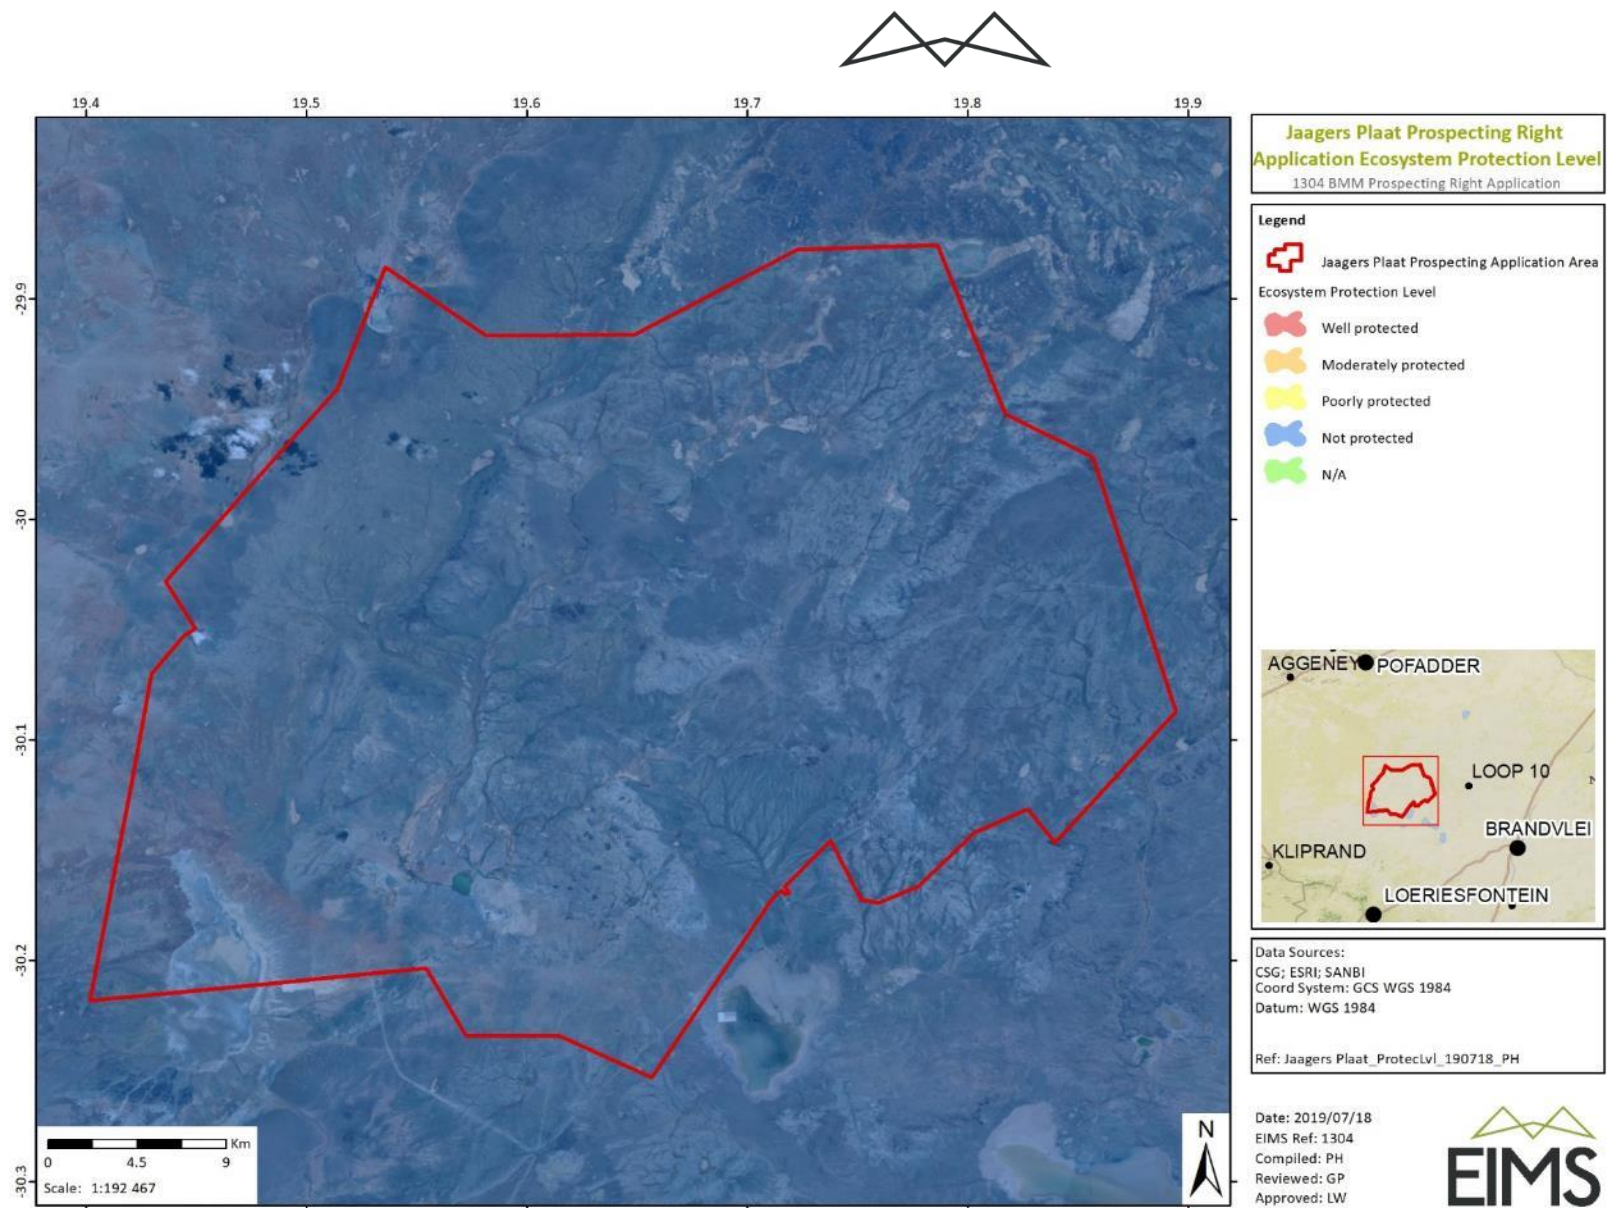 19.4 19.5 19.6 19.7 19.8 19.9
-29.9
-30
-30.1
-30.2
-30.3
Km
0 4.5 9
Scale: 1:192 467
N
Jaagers Plaat Prospecting Right
Application Ecosystem Protection Level
1304 BMM Prospecting Right Application
Legend
Jaagers Plaat Prospecting Application Area
Ecosystem Protection Level
Well protected
Moderately protected
Poorly protected
Not protected
N/A
AGGENEY POFADDER
LOOP 10
BRANDVLEI
KLIPRAND
LOERIESFONTEIN
Data Sources:
CSG; ESRI; SANBI
Coord System: GCS WGS 1984
Datum: WGS 1984
Ref: Jaagers Plaat_ProtecLvl_190718_PH
Date: 2019/07/18
EIMS Ref: 1304
Compiled: PH
Reviewed: GP
Approved: LW
EIMS